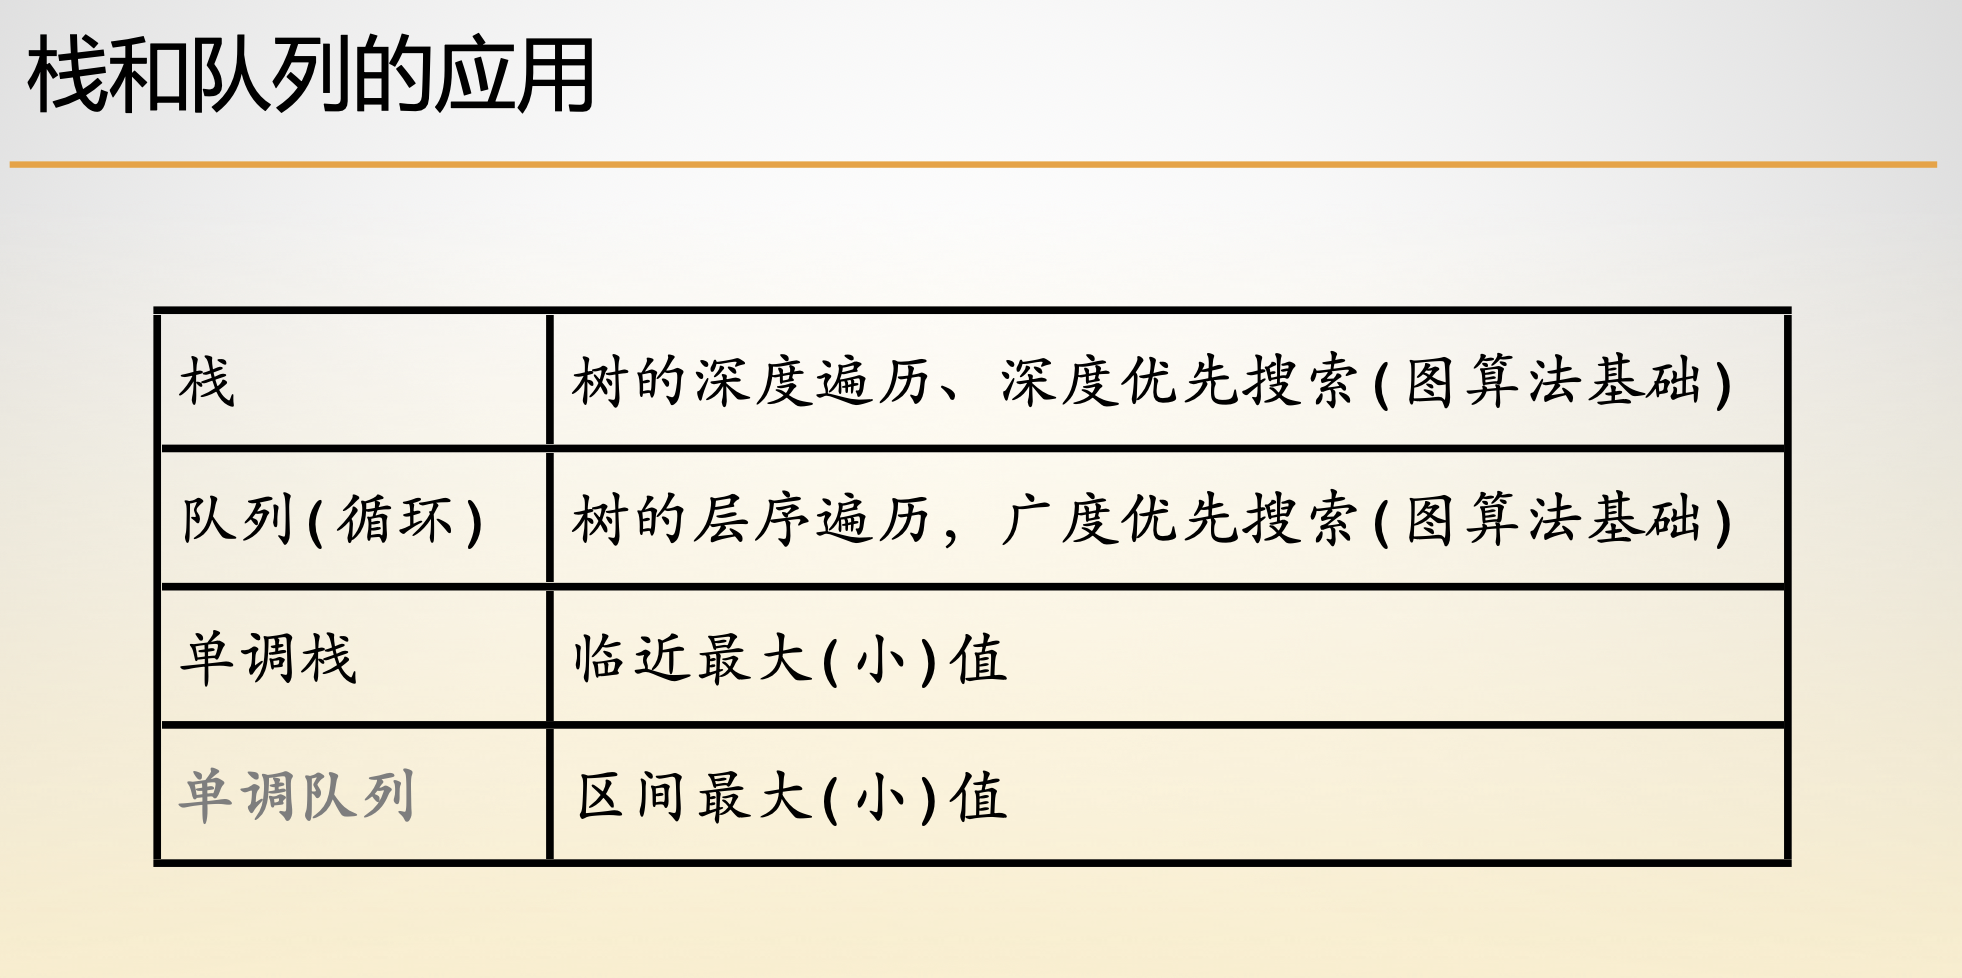 栈和队列的应用
栈 树的深度遍历、深度优先搜索(图算法基础)
队列(循环) 树的层序遍历，广度优先搜索(图算法基础)
单调栈 临近最大(小)值
单调队列 区间最大(小)值